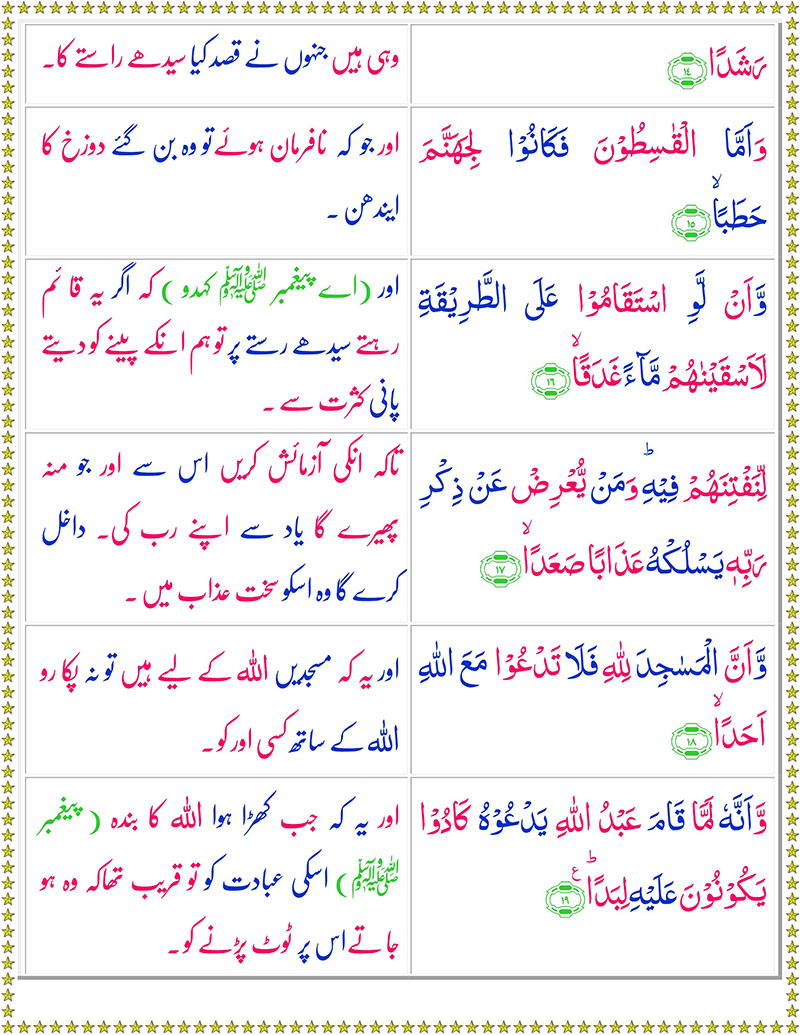 رَشَدًا ﴿۱۴﴾
وہی ہیں جنہوں نے قصد کیا سیدھے راستے کا۔
وَاَمَّا الْقٰسِطُوْنَ فَكَانُوْا لِجَهَنَّمَ
حَطَبًا ۙ ﴿۱۵﴾
اور جو کہ نافرمان ہوئے تو وہ بن گئے دوزخ کا
ایندھن ۔
وَّاَنْ لَّوِ اسْتَقَامُوْا عَلَى الطَّرِيْقَةِ
لَاَسْقَيْنٰهُمْ مَّآءً غَدَقًا ۙ ﴿۱۶﴾
اور (اے پیغمبر ﷺ کہدو ) کہ اگر یہ قائم
رہتے سیدھے رستے پر تو ہم انکے پینے کو دیتے
پانی کثرت سے ۔
لِّنَفْتِنَهُمْ فِيْهِ ؕ وَمَنْ يُّعْرِضْ عَنْ ذِكْرِ
رَبِّهٖ يَسْلُكْهُ عَذَابًا صَعَدًا ۙ ﴿۱۷﴾
تاکہ انکی آزمائش کریں اس سے اور جو منہ
پھیرے گا یاد سے اپنے رب کی۔ داخل
کرے گا وہ اسکو سخت عذاب میں ۔
وَّاَنَّ الْمَسٰجِدَ لِلّٰهِ فَلَا تَدْعُوْا مَعَ اللّٰهِ
اَحَدًا ۙ ﴿۱۸﴾
اور یہ کہ مسجدیں اللہ کے لیے ہیں تو نہ پکارو
اللہ کے ساتھ کسی اور کو۔
وَّاَنَّهٗ لَمَّا قَامَ عَبْدُ اللّٰهِ يَدْعُوْهُ كَادُوْا
يَكُوْنُوْنَ عَلَيْهِ لِبَدًا ؕ ع ﴿۱۹﴾
اور یہ کہ جب کھڑا ہوا اللہ کا بندہ ( پیغمبر
ﷺ) اسکی عبادت کو تو قریب تھا کہ وہ ہو
جاتے اس پر ٹوٹ پڑنے کو۔